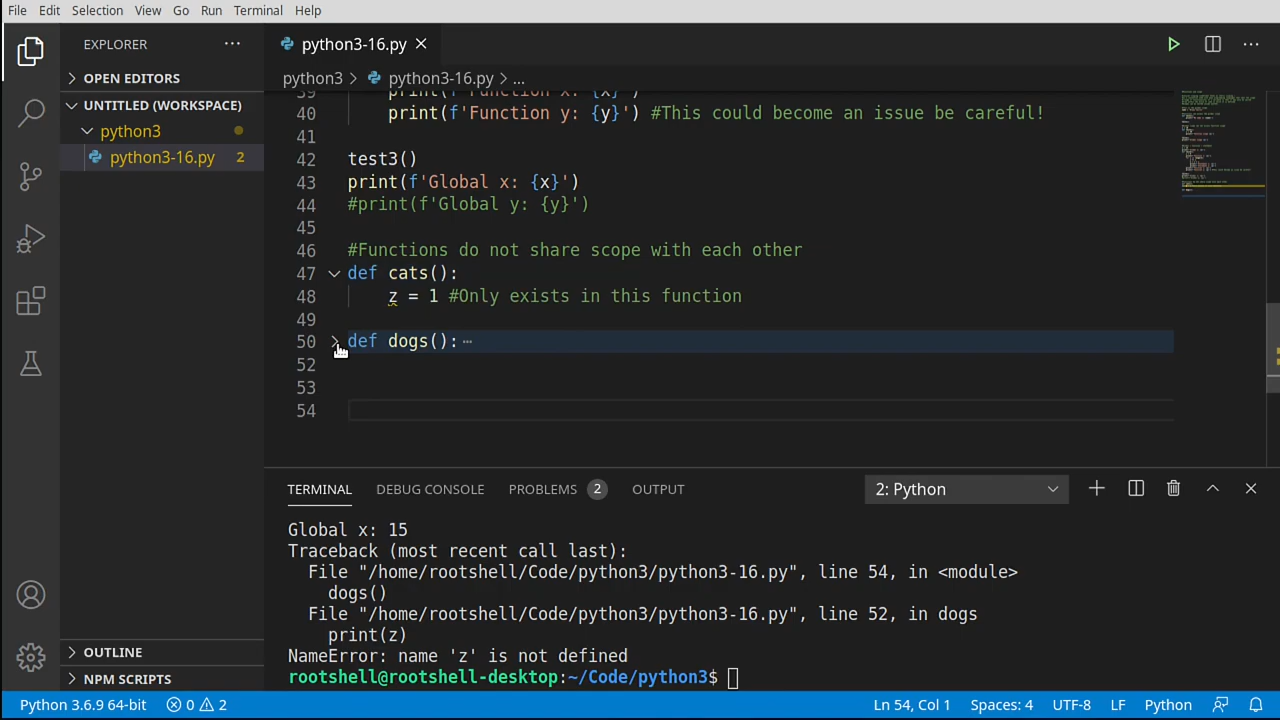 File Edit Selection View Go Run Terminal Help
EXPLORER ...
python3-16.py
OPEN EDITORS
python3 > python3-16.py > ...
UNTITLED (WORKSPACE)
python3
python3-16.py 2
39 print(f'Function x: {x}')
40 print(f'Function y: {y}') #This could become an issue be careful!
41
42 test3()
43 print(f'Global x: {x}')
44 #print(f'Global y: {y}')
45
46 #Functions do not share scope with each other
47 def cats():
48 z = 1 #Only exists in this function
49
50 def dogs(): ...
52
53
54
OUTLINE
NPM SCRIPTS
TERMINAL DEBUG CONSOLE PROBLEMS 2 OUTPUT 2: Python
Global x: 15
Traceback (most recent call last):
File "/home/rootshell/Code/python3/python3-16.py", line 54, in <module>
dogs()
File "/home/rootshell/Code/python3/python3-16.py", line 52, in dogs
print(z)
NameError: name 'z' is not defined
rootshell@rootshell-desktop:~/Code/python3$
Python 3.6.9 64-bit 0 2 Ln 54, Col 1 Spaces: 4 UTF-8 LF Python